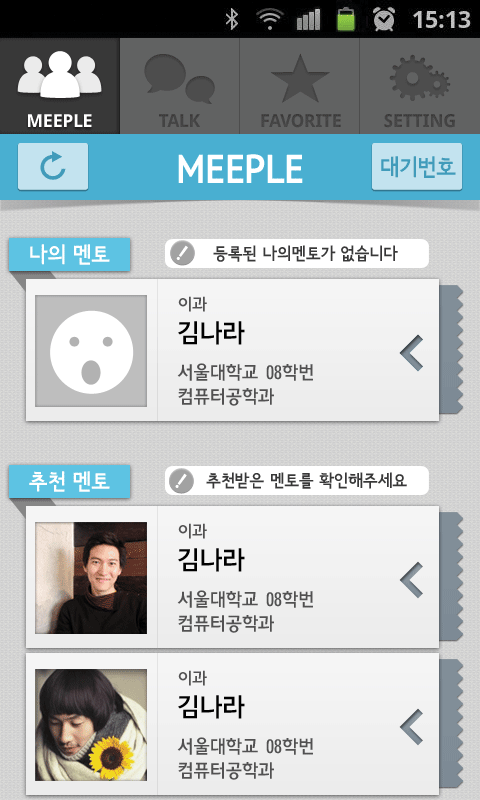 15:13
MEEPLE
TALK
FAVORITE
SETTING
MEEPLE
대기번호
나의 멘토
등록된 나의멘토가 없습니다
이과
김나라
서울대학교 08학번
컴퓨터공학과
추천 멘토
추천받은 멘토를 확인해주세요
이과
김나라
서울대학교 08학번
컴퓨터공학과
이과
김나라
서울대학교 08학번
컴퓨터공학과